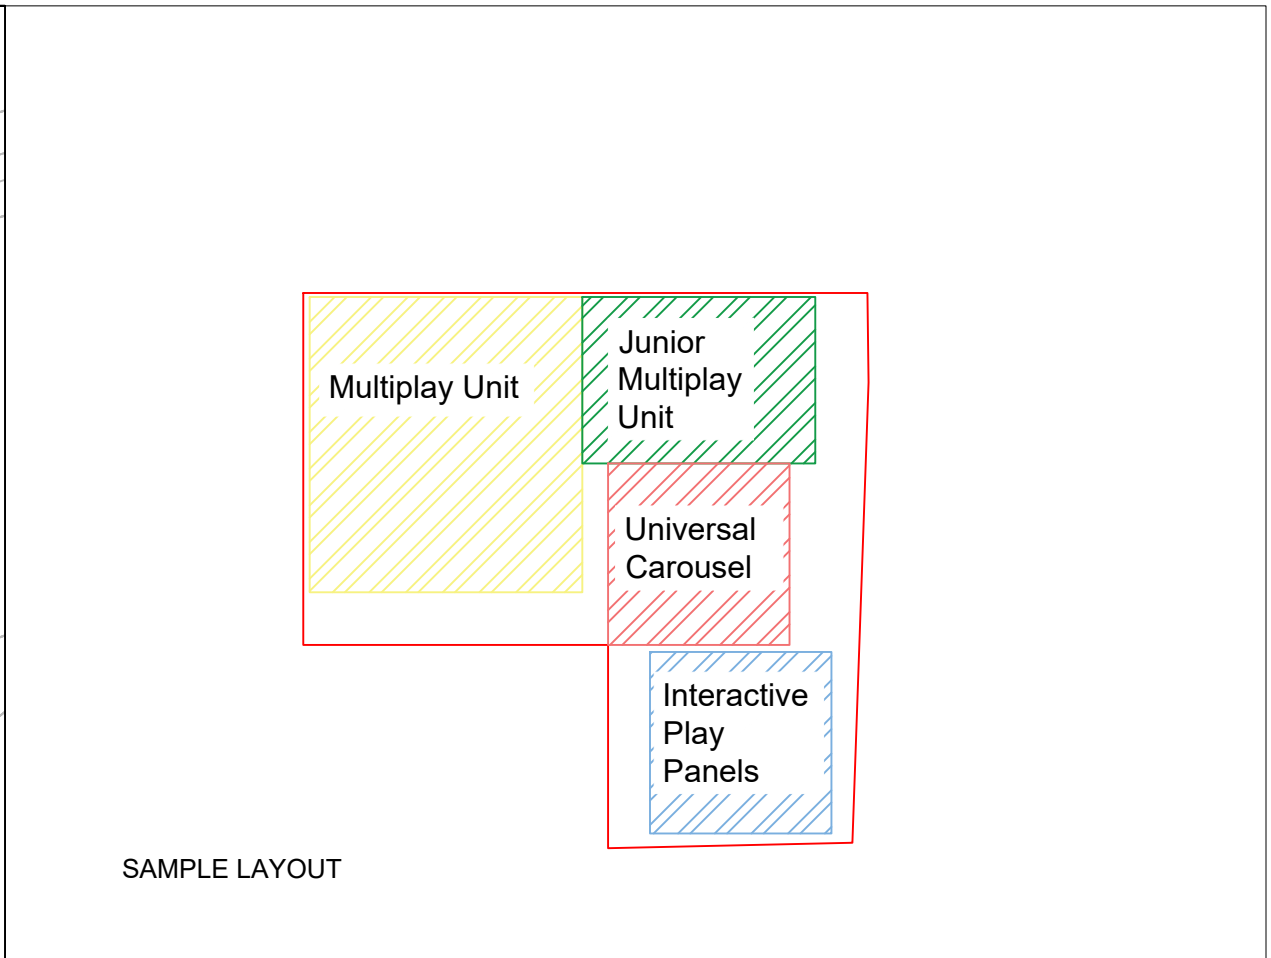 Multiplay Unit
Junior
Multiplay
Unit
Universal
Carousel
Interactive
Play
Panels
SAMPLE LAYOUT